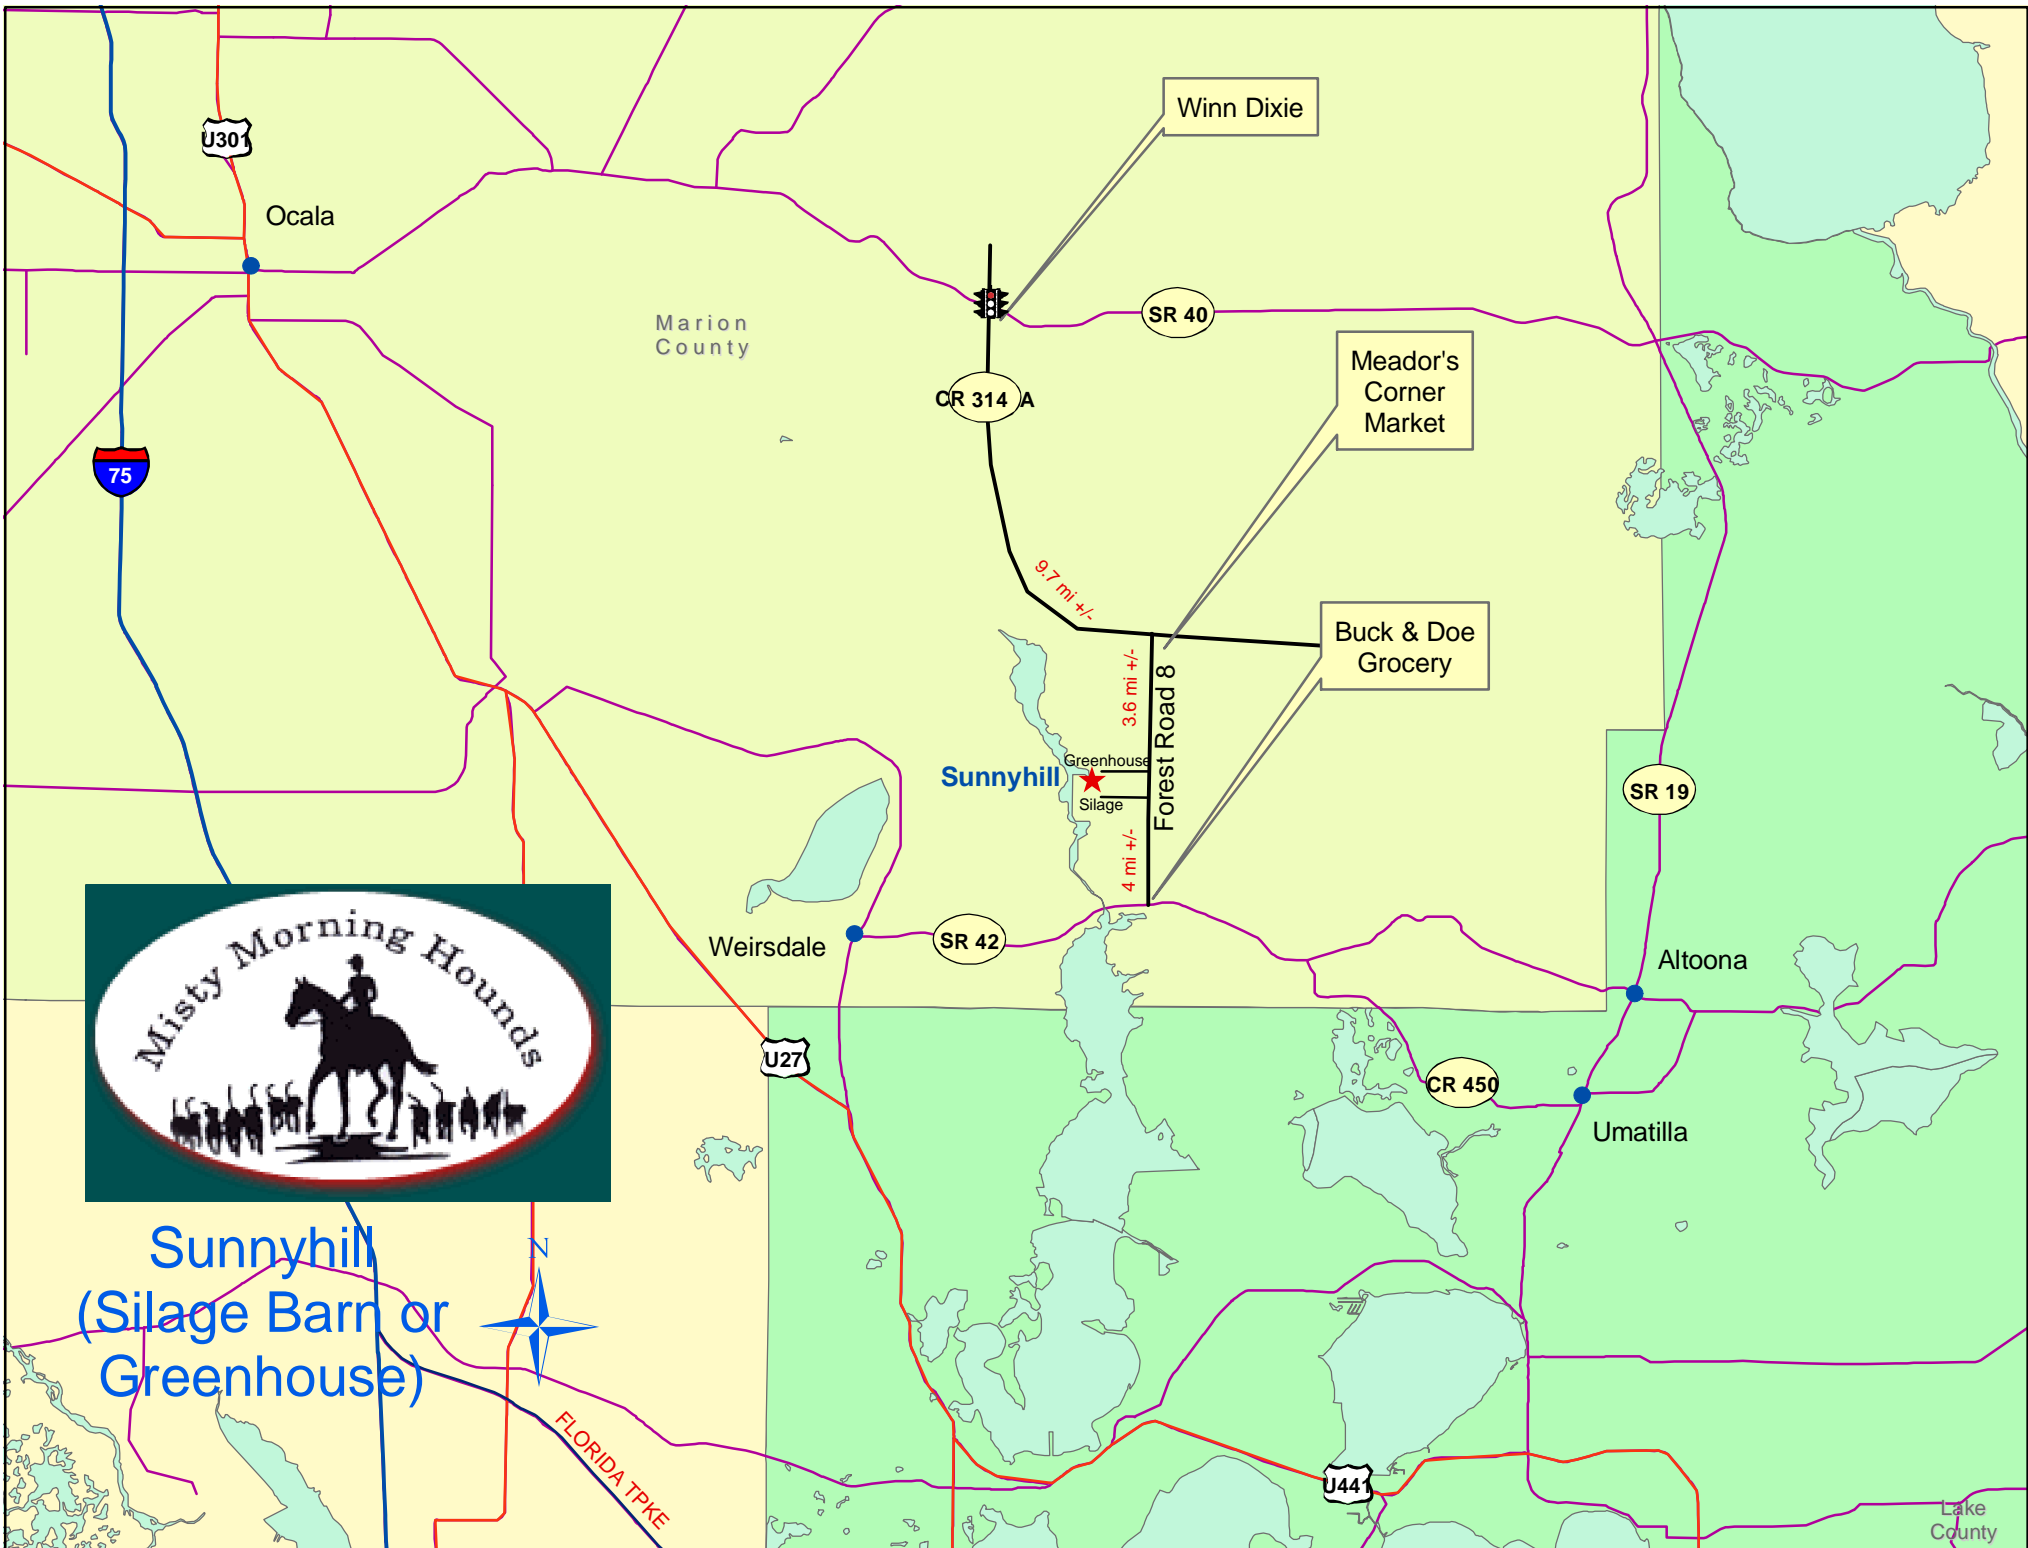 Winn Dixie
U301
Ocala
Marion
County
SR 40
Meador's
Corner
Market
CR 314 A
75
9.7 mi +/-
Buck & Doe
Grocery
3.6 mi +/-
Forest Road 8
Greenhouse
Sunnyhill
Silage
SR 19
4 mi +/-
Weirsdale
SR 42
Altoona
Misty Morning Hounds
U27
CR 450
Umatilla
Sunnyhill
(Silage Barn or
Greenhouse)
N
FLORIDA TPKE
U441
Lake
County